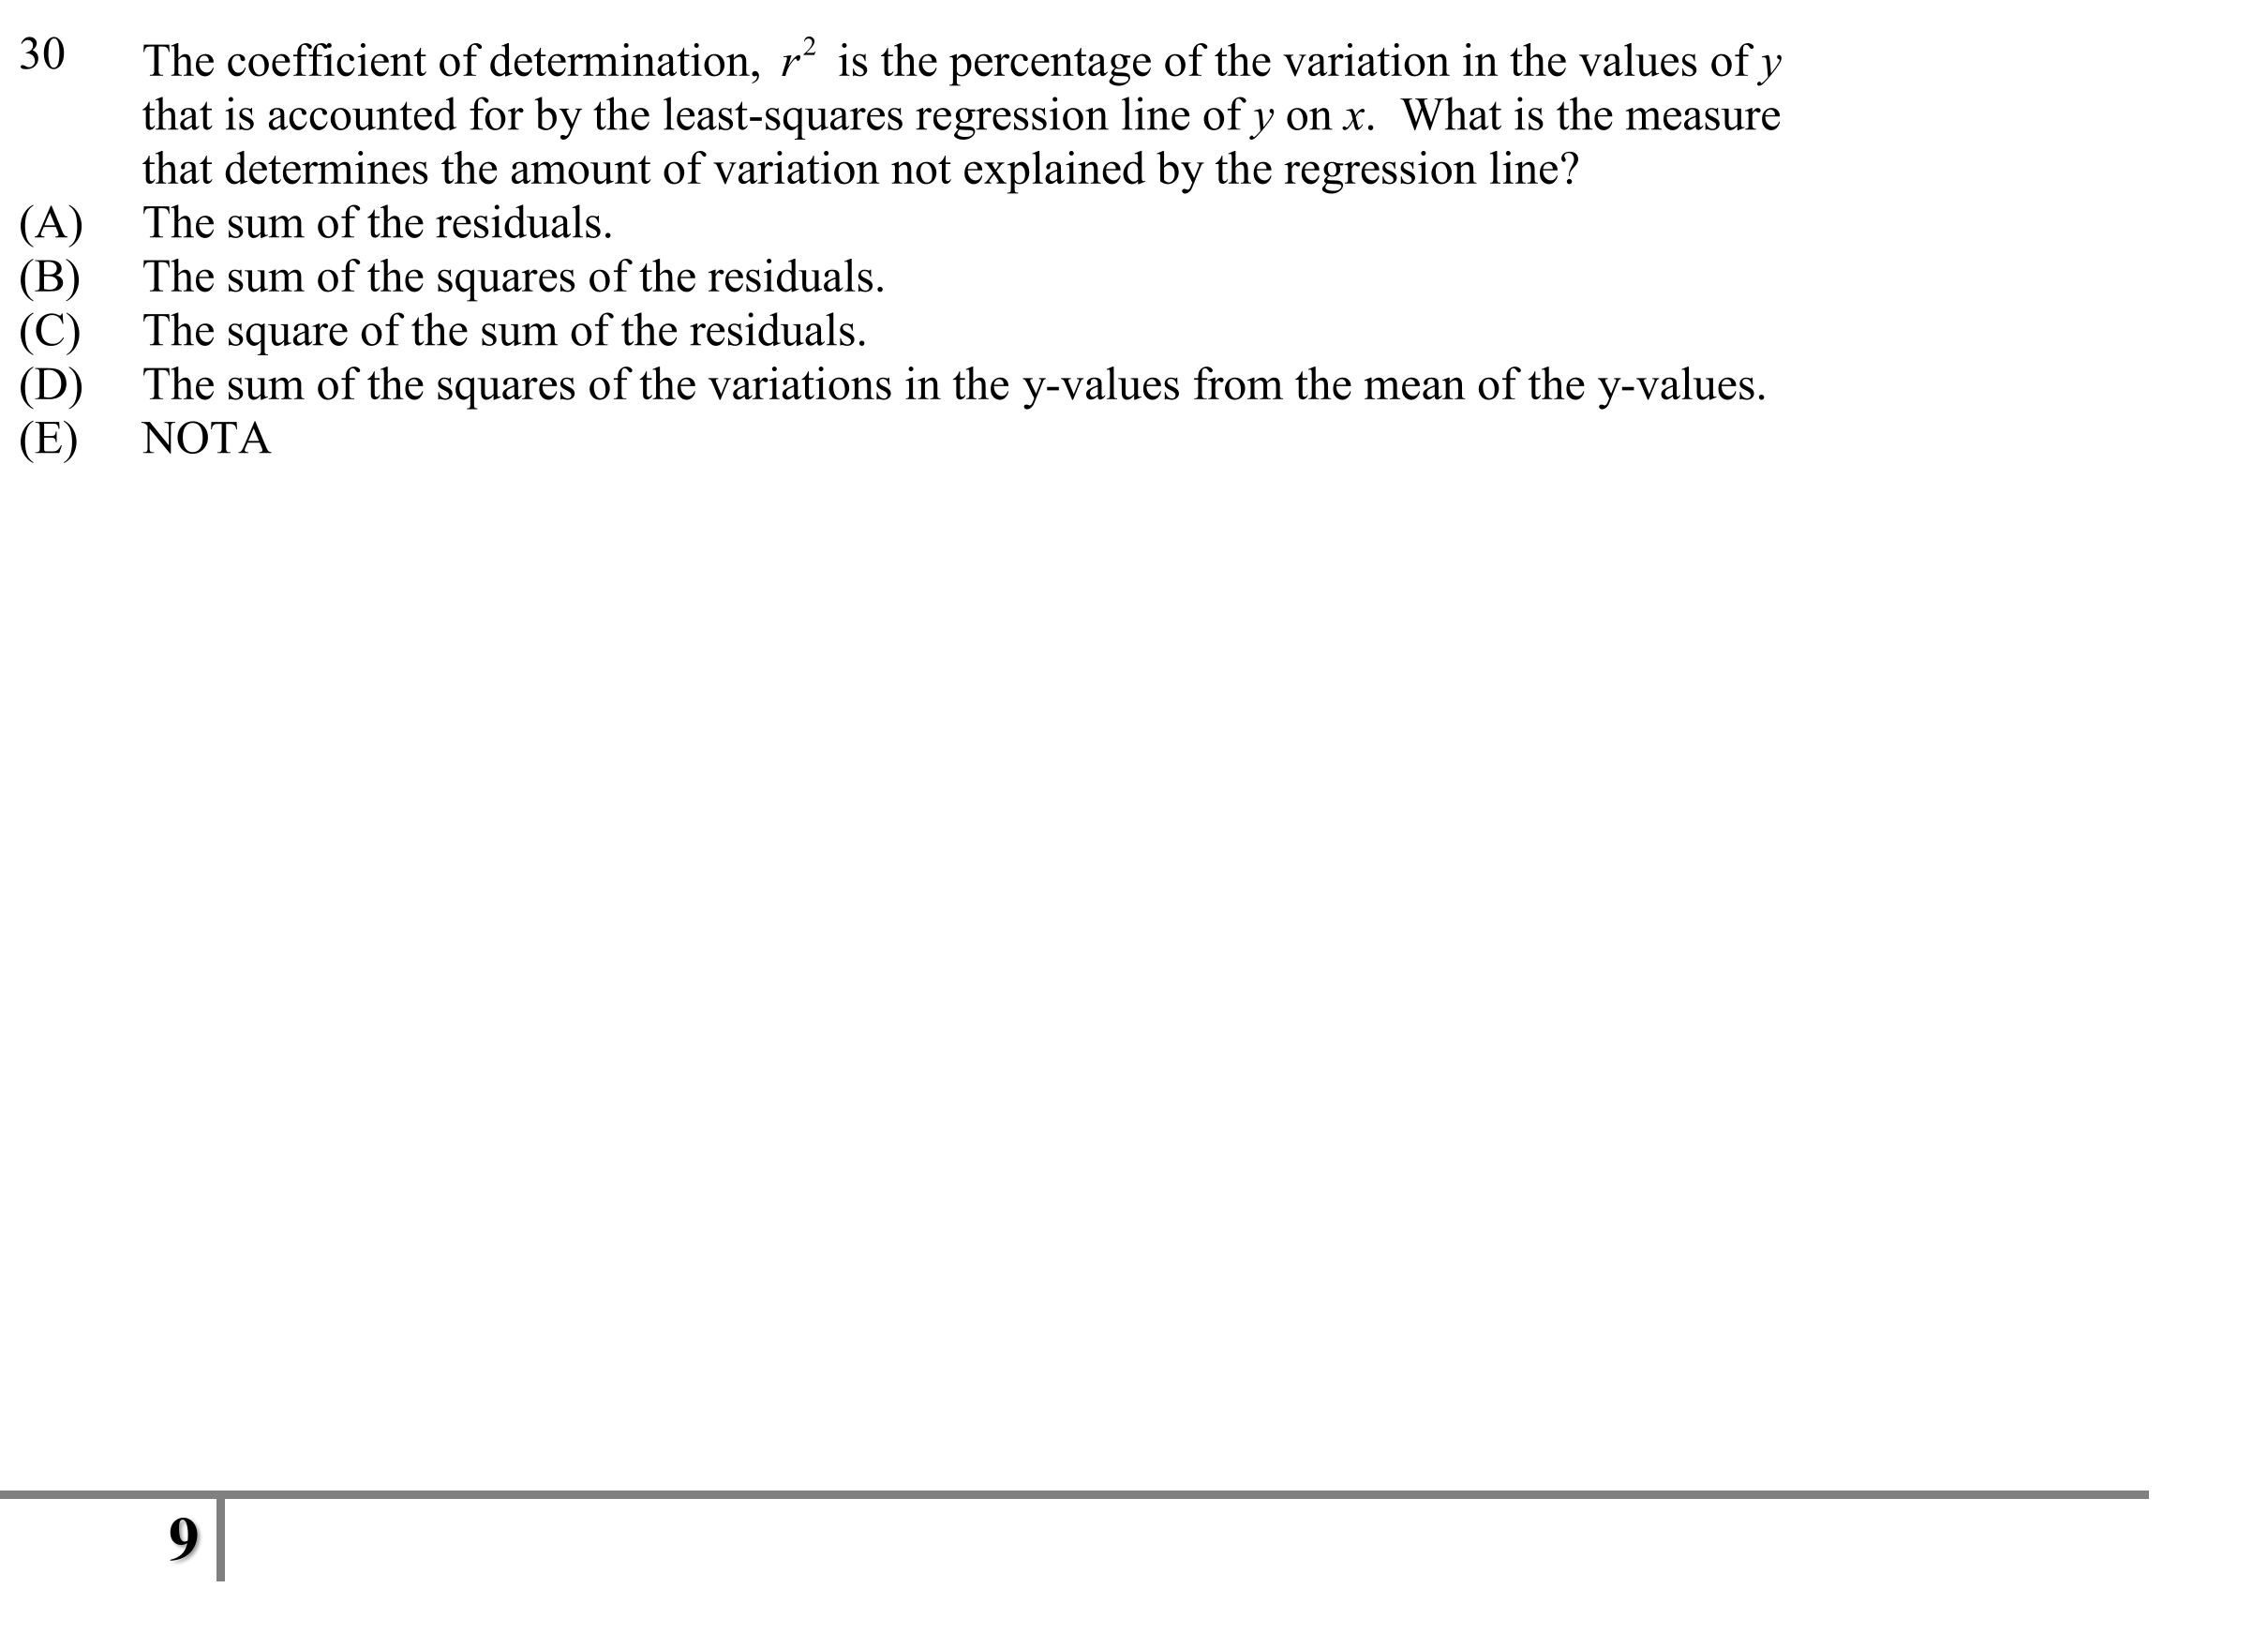 30 The coefficient of determination, r² is the percentage of the variation in the values of y
that is accounted for by the least-squares regression line of y on x. What is the measure
that determines the amount of variation not explained by the regression line?
(A) The sum of the residuals.
(B) The sum of the squares of the residuals.
(C) The square of the sum of the residuals.
(D) The sum of the squares of the variations in the y-values from the mean of the y-values.
(E) NOTA
9